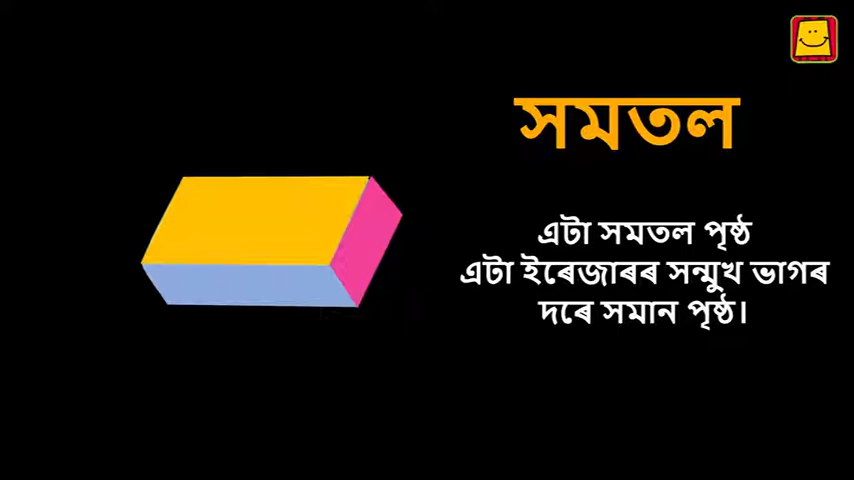 সমতল
এটা সমতল পৃষ্ঠ
এটা ইৰেজাৰৰ সন্মুখ ভাগৰ
দৰে সমান পৃষ্ঠ।